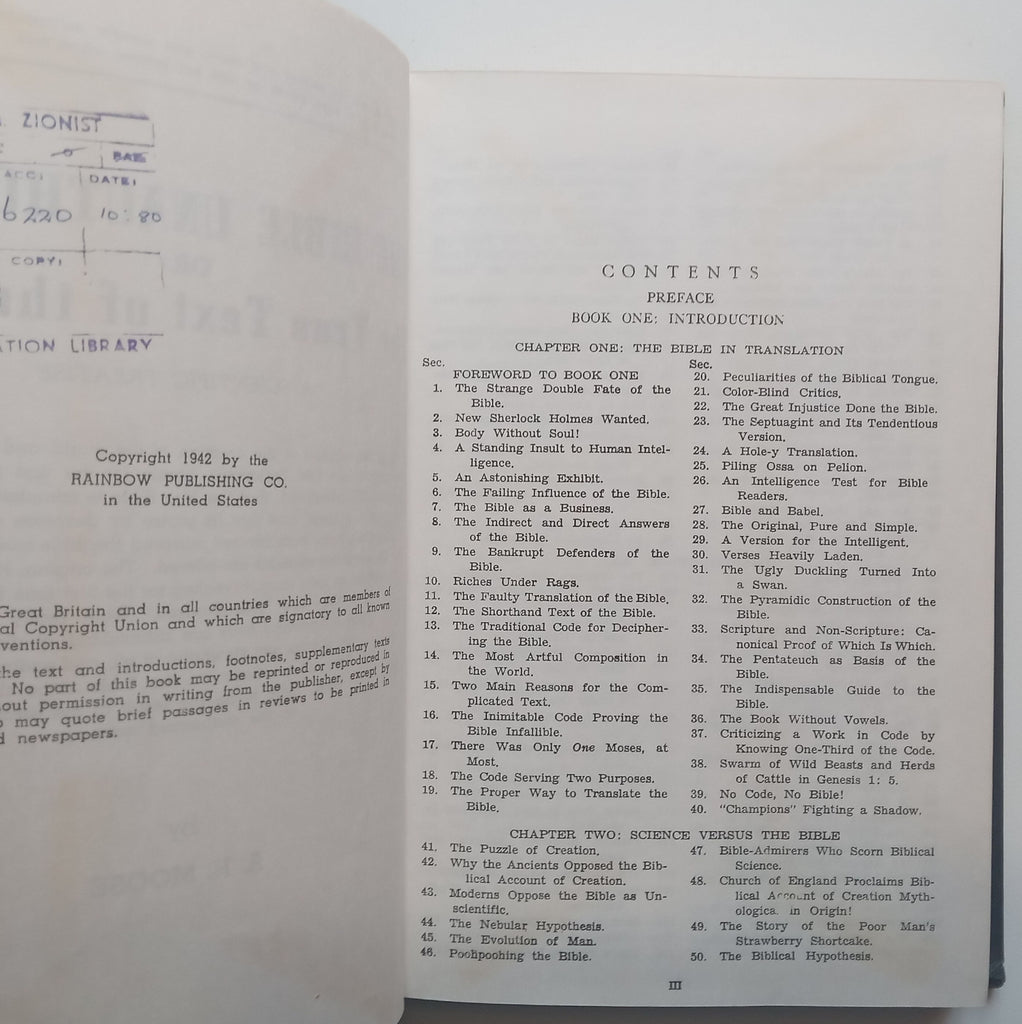 ZIONIST
ACC: DATE:
6220 10:80
COPY:
LIBRARY
Copyright 1942 by the
RAINBOW PUBLISHING CO.
in the United States
Great Britain and in all countries which are members of
Copyright Union and which are signatory to all known
the text and introductions, footnotes, supplementary texts
No part of this book may be reprinted or reproduced in
permission in writing from the publisher, except by
may quote brief passages in reviews to be printed in
newspapers.
CONTENTS
PREFACE
BOOK ONE: INTRODUCTION
CHAPTER ONE: THE BIBLE IN TRANSLATION
Sec.
FOREWORD TO BOOK ONE
1. The Strange Double Fate of the
Bible.
2. New Sherlock Holmes Wanted.
3. Body Without Soul!
4. A Standing Insult to Human Intel-
ligence.
5. An Astonishing Exhibit.
6. The Failing Influence of the Bible.
7. The Bible as a Business.
8. The Indirect and Direct Answers
of the Bible.
9. The Bankrupt Defenders of the
Bible.
10. Riches Under Rags.
11. The Faulty Translation of the Bible.
12. The Shorthand Text of the Bible.
13. The Traditional Code for Decipher-
ing the Bible.
14. The Most Artful Composition in
the World.
15. Two Main Reasons for the Com-
plicated Text.
16. The Inimitable Code Proving the
Bible Infallible.
17. There Was Only One Moses, at
Most.
18. The Code Serving Two Purposes.
19. The Proper Way to Translate the
Bible.
Sec.
20. Peculiarities of the Biblical Tongue.
21. Color-Blind Critics.
22. The Great Injustice Done the Bible.
23. The Septuagint and Its Tendentious
Version.
24. A Hole-y Translation.
25. Piling Ossa on Pelion.
26. An Intelligence Test for Bible
Readers.
27. Bible and Babel.
28. The Original, Pure and Simple.
29. A Version for the Intelligent.
30. Verses Heavily Laden.
31. The Ugly Duckling Turned Into
a Swan.
32. The Pyramidic Construction of the
Bible.
33. Scripture and Non-Scripture: Ca-
nonical Proof of Which Is Which.
34. The Pentateuch as Basis of the
Bible.
35. The Indispensable Guide to the
Bible.
36. The Book Without Vowels.
37. Criticizing a Work in Code by
Knowing One-Third of the Code.
38. Swarm of Wild Beasts and Herds
of Cattle in Genesis 1: 5.
39. No Code, No Bible!
40. "Champions" Fighting a Shadow.
CHAPTER TWO: SCIENCE VERSUS THE BIBLE
41. The Puzzle of Creation.
42. Why the Ancients Opposed the Bib-
lical Account of Creation.
43. Moderns Oppose the Bible as Un-
scientific.
44. The Nebular Hypothesis.
45. The Evolution of Man.
46. Poohpoohing the Bible.
47. Bible-Admirers Who Scorn Biblical
Science.
48. Church of England Proclaims Bib-
lical Account of Creation Myth-
ological in Origin!
49. The Story of the Poor Man's
Strawberry Shortcake.
50. The Biblical Hypothesis.
III